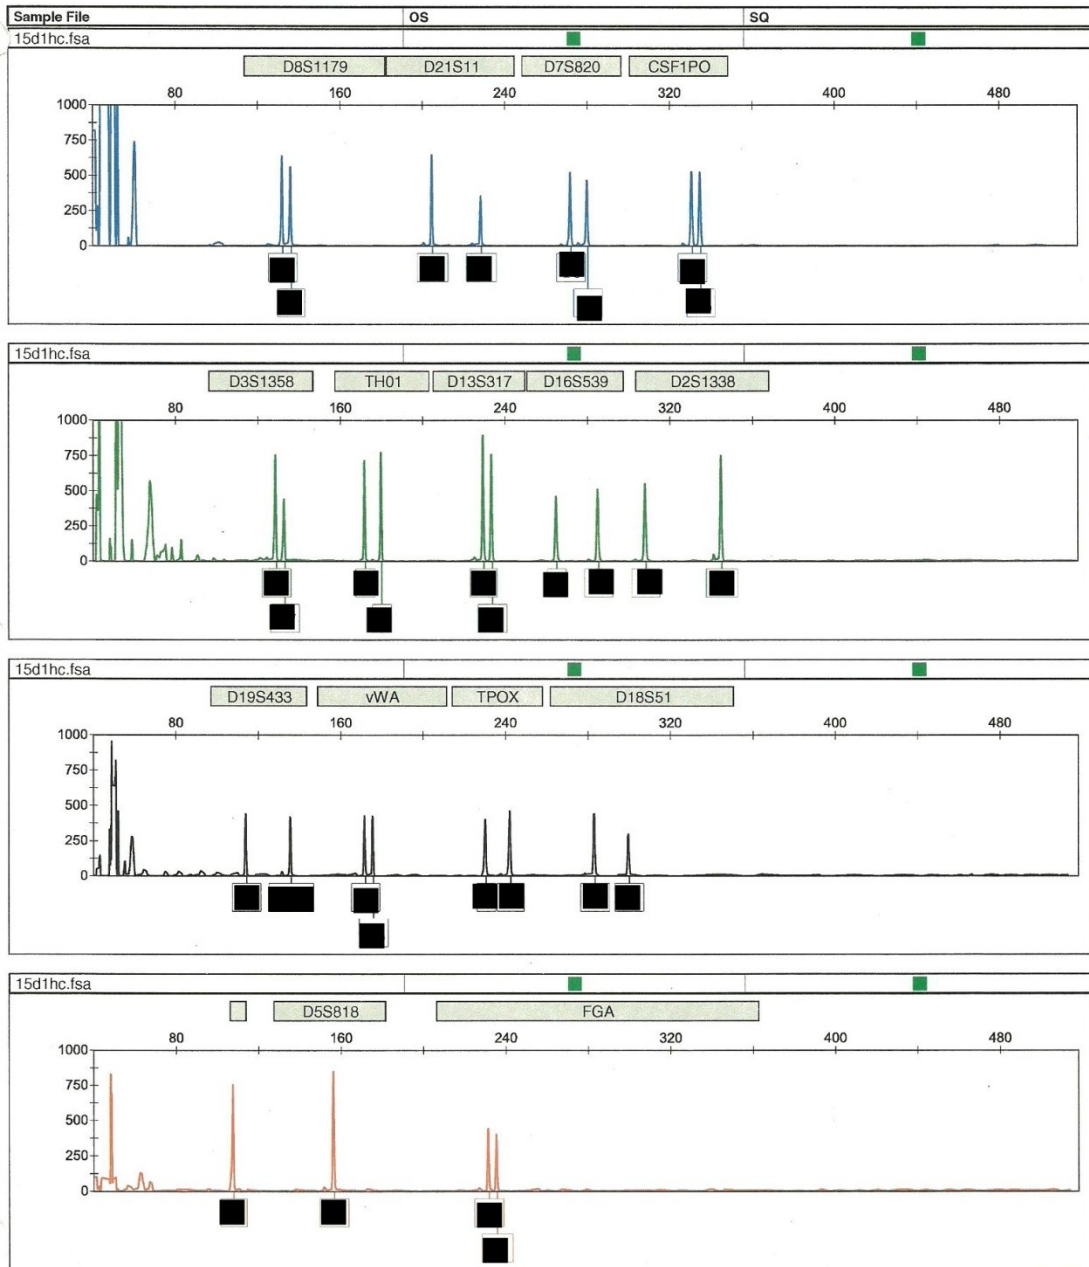 Sample File OS SQ
15d1hc.fsa
D8S1179 D21S11 D7S820 CSF1PO
80 160 240 320 400 480
1000
750
500
250
0
15d1hc.fsa
D3S1358 TH01 D13S317 D16S539 D2S1338
80 160 240 320 400 480
1000
750
500
250
0
15d1hc.fsa
D19S433 vWA TPOX D18S51
80 160 240 320 400 480
1000
750
500
250
0
15d1hc.fsa
D5S818 FGA
80 160 240 320 400 480
1000
750
500
250
0